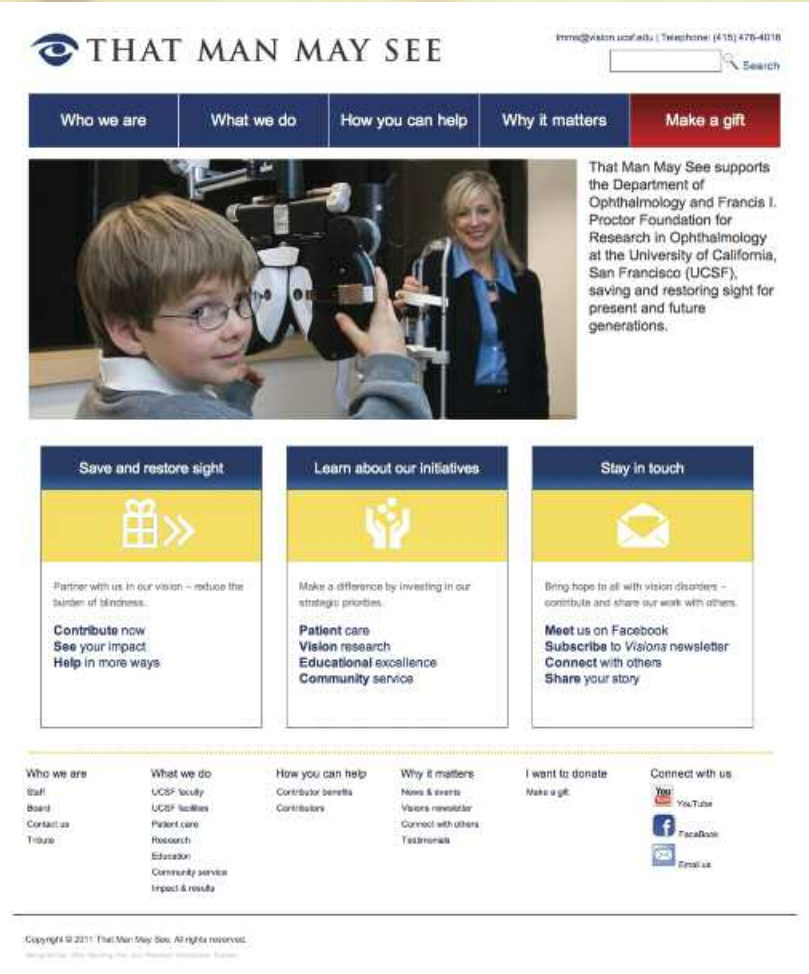 THAT MAN MAY SEE
tmms@vision.ucsf.edu | Telephone: (415) 476-4016
Search
Who we are
What we do
How you can help
Why it matters
Make a gift
That Man May See supports
the Department of
Ophthalmology and Francis I.
Proctor Foundation for
Research in Ophthalmology
at the University of California,
San Francisco (UCSF),
saving and restoring sight for
present and future
generations.
Save and restore sight
Partner with us in our vision – reduce the
burden of blindness.
Contribute now
See your impact
Help in more ways
Learn about our initiatives
Make a difference by investing in our
strategic priorities.
Patient care
Vision research
Educational excellence
Community service
Stay in touch
Bring hope to all with vision disorders –
contribute and share our work with others.
Meet us on Facebook
Subscribe to Visions newsletter
Connect with others
Share your story
Who we are
Staff
Board
Contact us
Tribute
What we do
UCSF faculty
UCSF facilities
Patient care
Research
Education
Community service
Impact & results
How you can help
Contributor benefits
Contributors
Why it matters
News & events
Visions newsletter
Connect with others
Testimonials
I want to donate
Make a gift
Connect with us
You
YouTube
FaceBook
Email us
Copyright © 2011 That Man May See. All rights reserved.